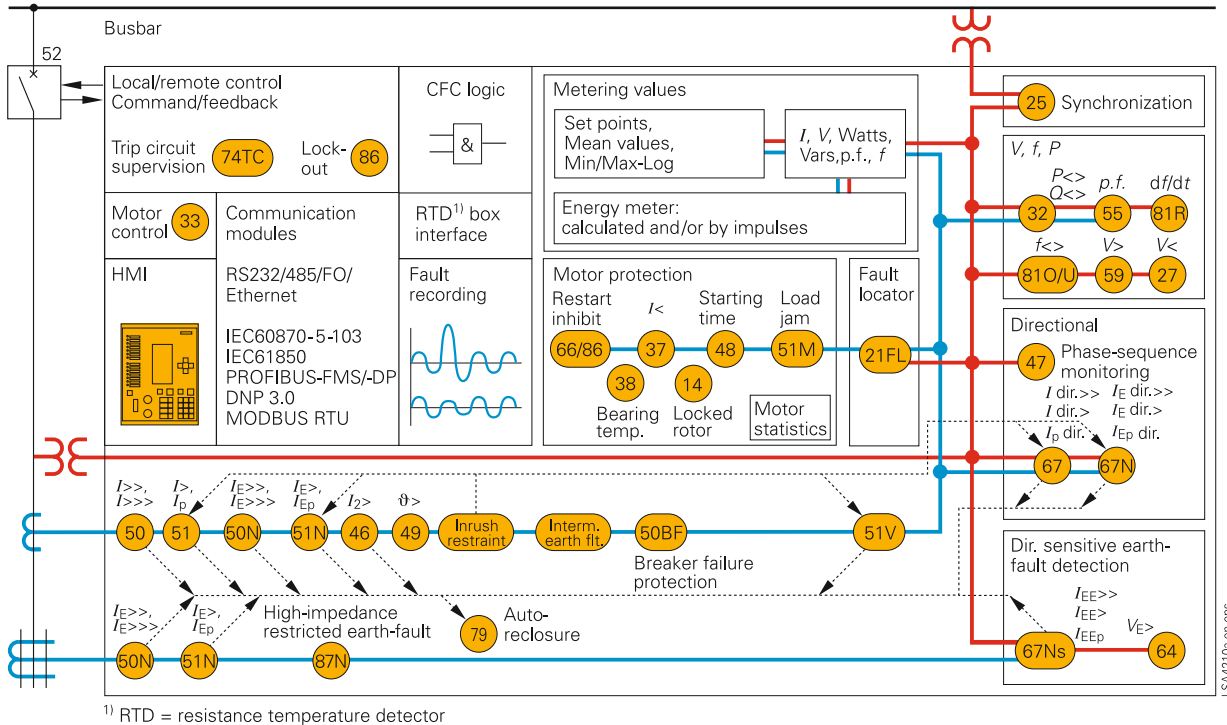 Busbar
52
Local/remote control
Command/feedback
Trip circuit
supervision
74TC
Lock-
out
86
CFC logic
&
Metering values
Set points,
Mean values,
Min/Max-Log
I, V, Watts,
Vars,p.f., f
Energy meter:
calculated and/or by impulses
25
Synchronization
V, f, P
P<>
Q<>
p.f.
df/dt
32
55
81R
f<>
V>
V<
81O/U
59
27
Motor
control
33
Communication
modules
RTD1) box
interface
HMI
RS232/485/FO/
Ethernet
IEC60870-5-103
IEC61850
PROFIBUS-FMS/-DP
DNP 3.0
MODBUS RTU
Fault
recording
Motor protection
Restart
inhibit
I<
Starting
time
Load
jam
66/86
37
48
51M
38
14
Bearing
temp.
Locked
rotor
Motor
statistics
Fault
locator
21FL
Directional
47
Phase-sequence
monitoring
I dir.>>
I dir.>
Ip dir.
IE dir.>>
IE dir.>
IEp dir.
67
67N
I>>,
I>>>
I>,
Ip
IE>>,
IE>>>
IE>,
IEp
I2>
ϑ>
50
51
50N
51N
46
49
Inrush
restraint
Interm.
earth flt.
50BF
51V
Breaker failure
protection
Dir. sensitive earth-
fault detection
IEE>>
IEE>
IEEp
VE>
67Ns
64
IE>>,
IE>>>
IE>,
IEp
High-impedance
restricted earth-fault
79
Auto-
reclosure
50N
51N
87N
1) RTD = resistance temperature detector